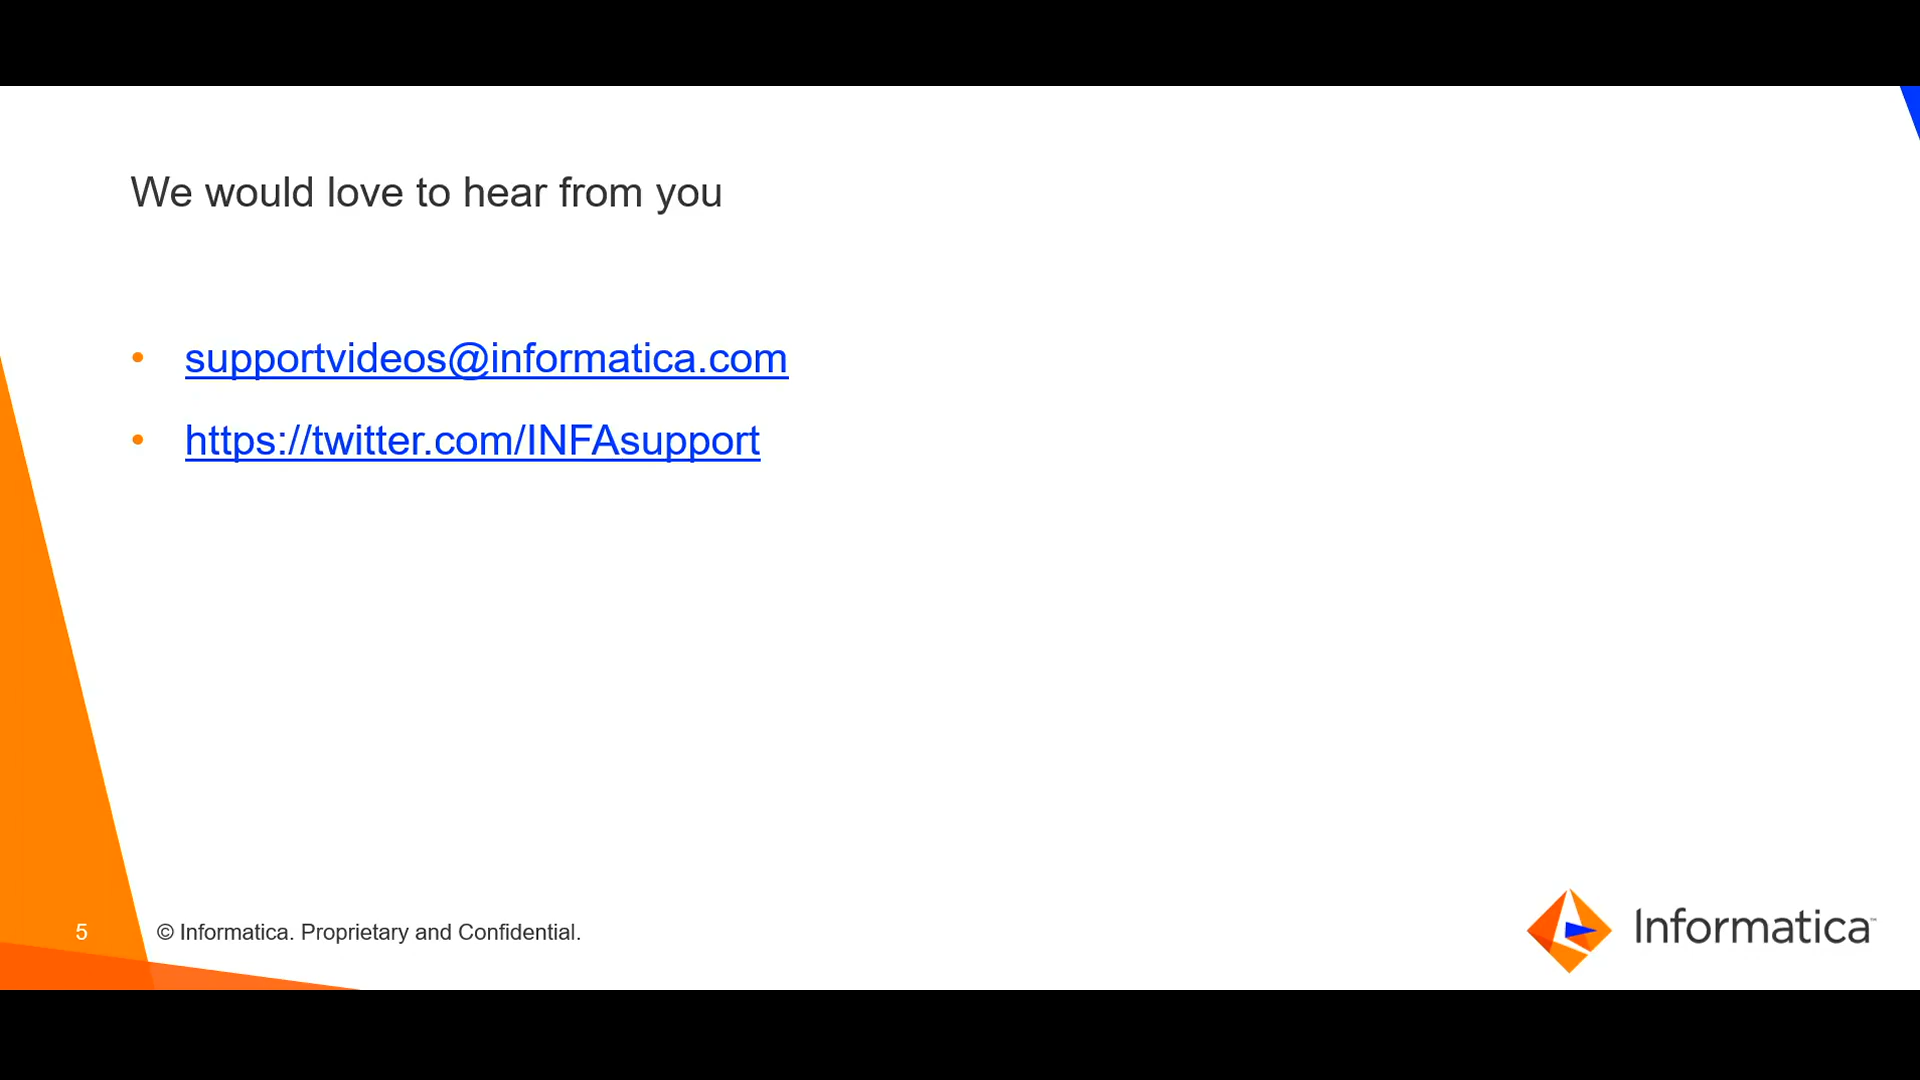 We would love to hear from you
• supportvideos@informatica.com
• https://twitter.com/INFAsupport
5 © Informatica. Proprietary and Confidential.
Informatica™